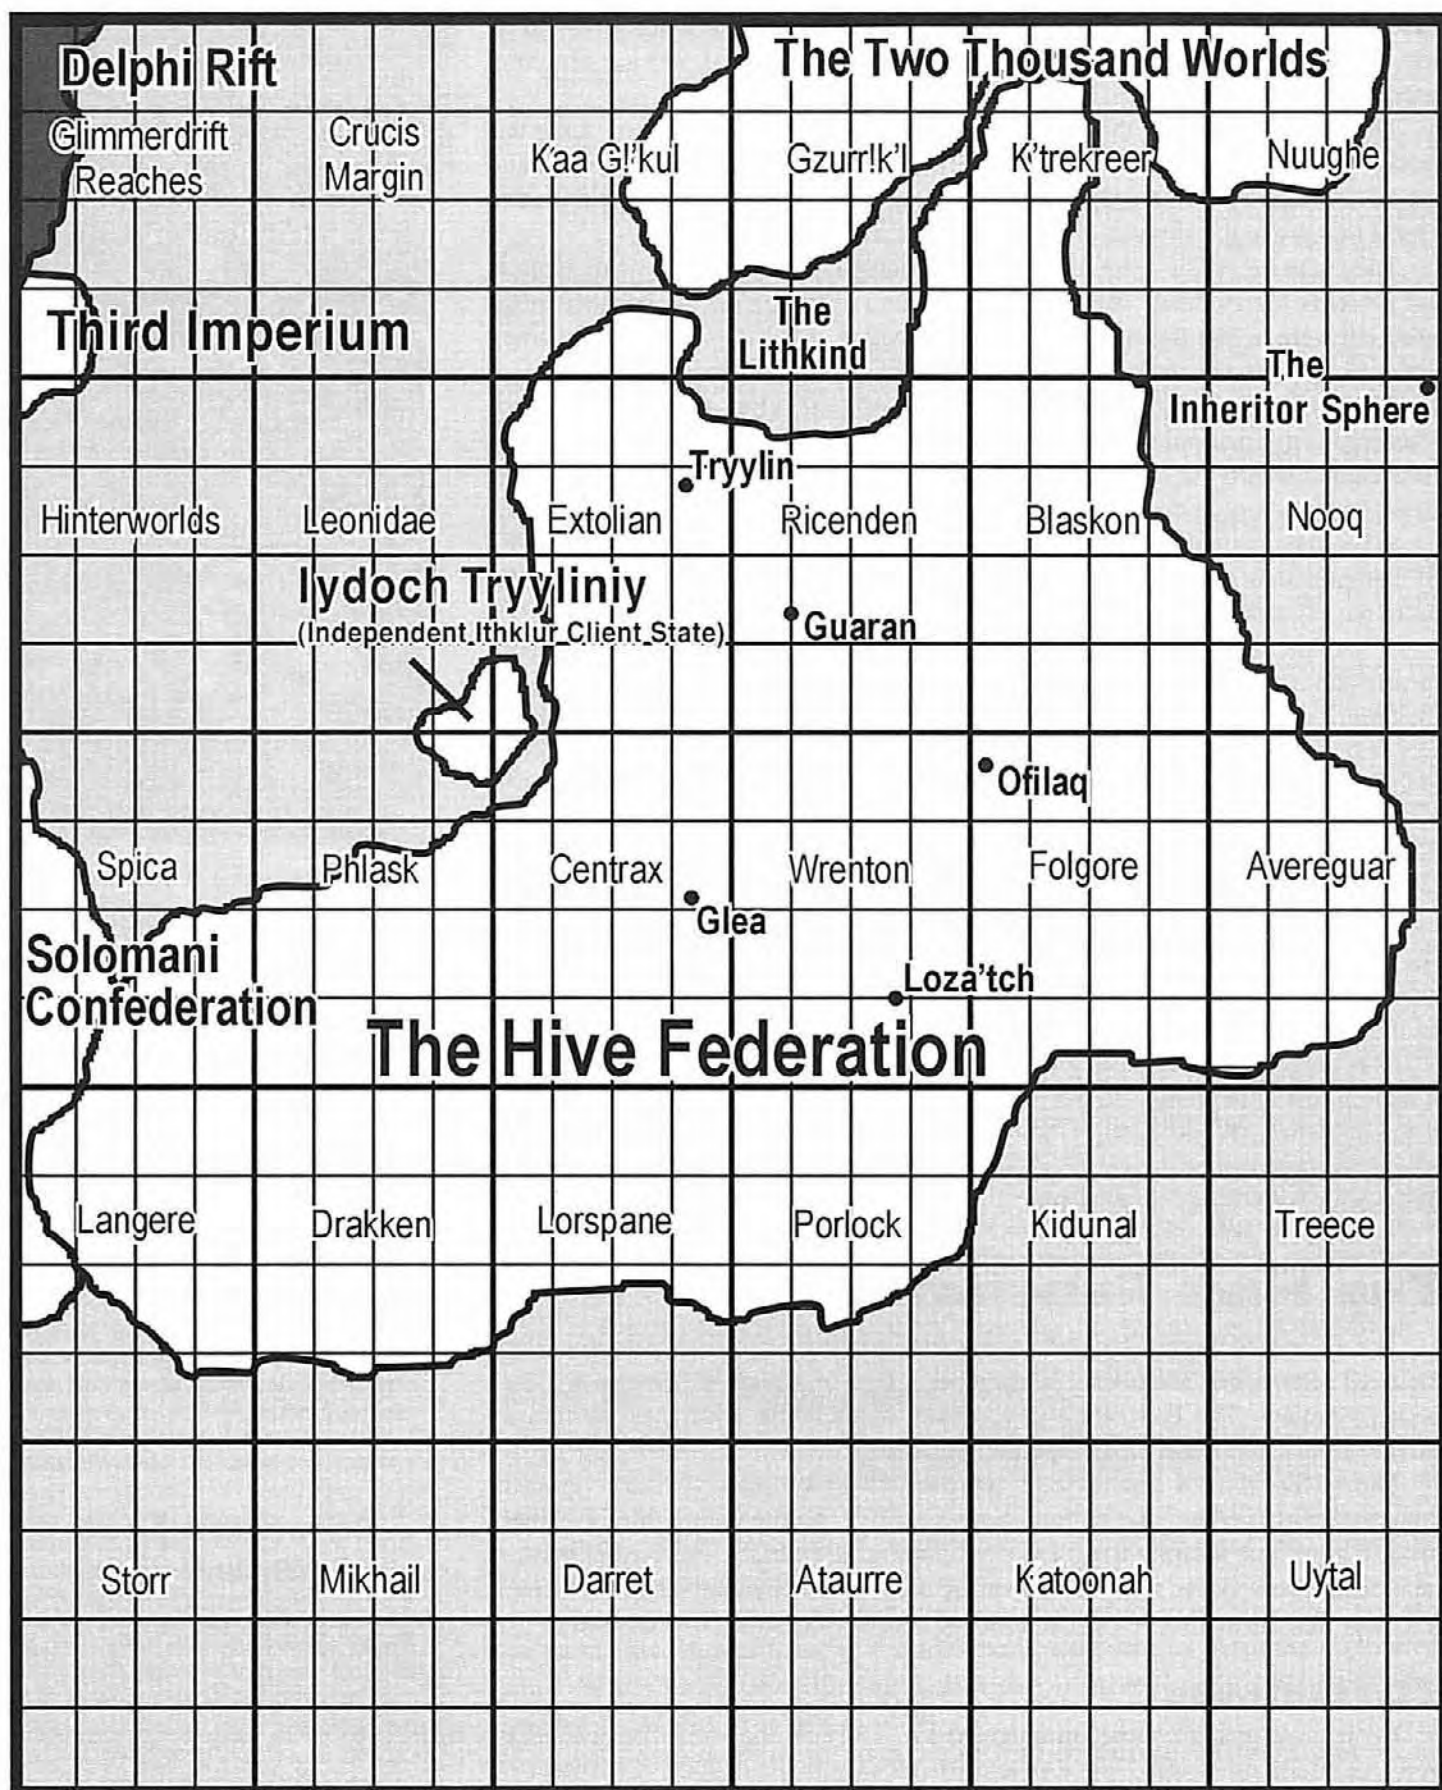 Delphi Rift
The Two Thousand Worlds
Glimmerdrift
Reaches
Crucis
Margin
Kaa G!'kul
Gzurr!k'l
K'trekreer
Nuughe
Third Imperium
The
Lithkind
The
Inheritor Sphere
Tryylin
Hinterworlds
Leonidae
Extolian
Ricenden
Blaskon
Nooq
Iydoch Tryyliniy
(Independent Ithklur Client State)
Guaran
Ofilaq
Spica
Phlask
Centrax
Wrenton
Folgore
Avereguar
Glea
Solomani
Confederation
Loza'tch
The Hive Federation
Langere
Drakken
Lorspane
Porlock
Kidunal
Treece
Storr
Mikhail
Darret
Ataurre
Katoonah
Uytal